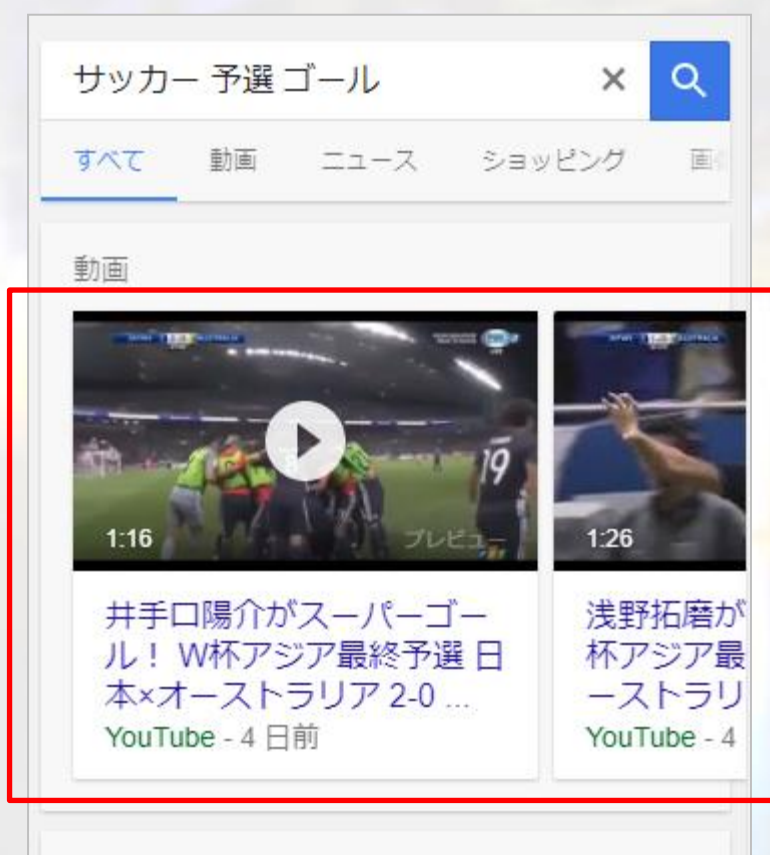 サッカー 予選 ゴール
すべて 動画 ニュース ショッピング 画
動画
1:16 プレビュー
1:26
19
井手口陽介がスーパーゴー
ル！ W杯アジア最終予選 日
本×オーストラリア 2-0 ...
YouTube - 4 日前
浅野拓磨が
杯アジア最
ーストラリ
YouTube - 4